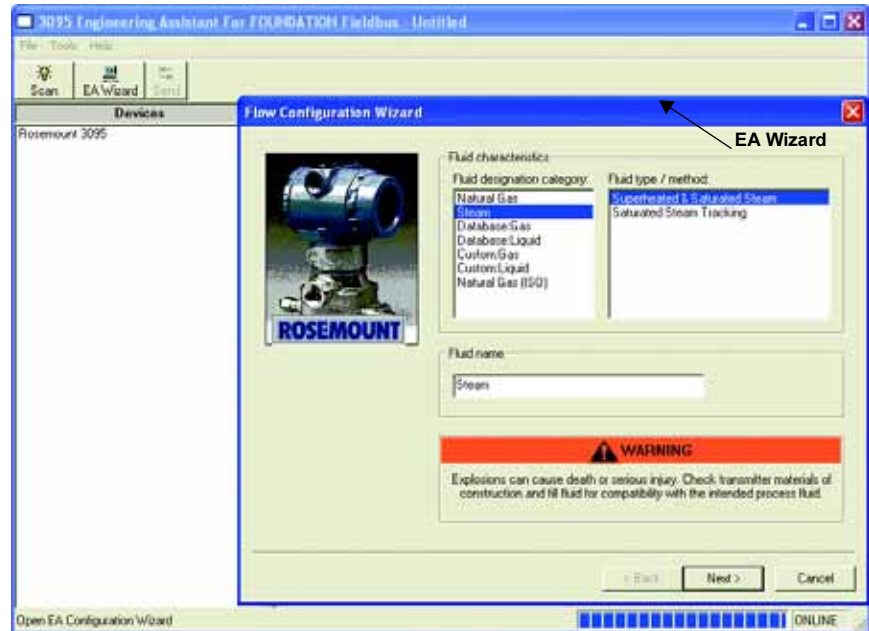 3095 Engineering Assistant For FOUNDATION Fieldbus - Untitled
File Tools Help
Scan EA Wizard Send
Devices
Rosemount 3095
Flow Configuration Wizard
EA Wizard
Fluid characteristics
Fluid designation category:
Natural Gas
Steam
Database:Gas
Database:Liquid
Custom:Gas
Custom:Liquid
Natural Gas (ISO)
Fluid type / method:
Superheated & Saturated Steam
Saturated Steam Tracking
ROSEMOUNT
Fluid name
Steam
WARNING
Explosions can cause death or serious injury. Check transmitter materials of
construction and fill fluid for compatibility with the intended process fluid.
< Back Next > Cancel
Open EA Configuration Wizard
ONLINE